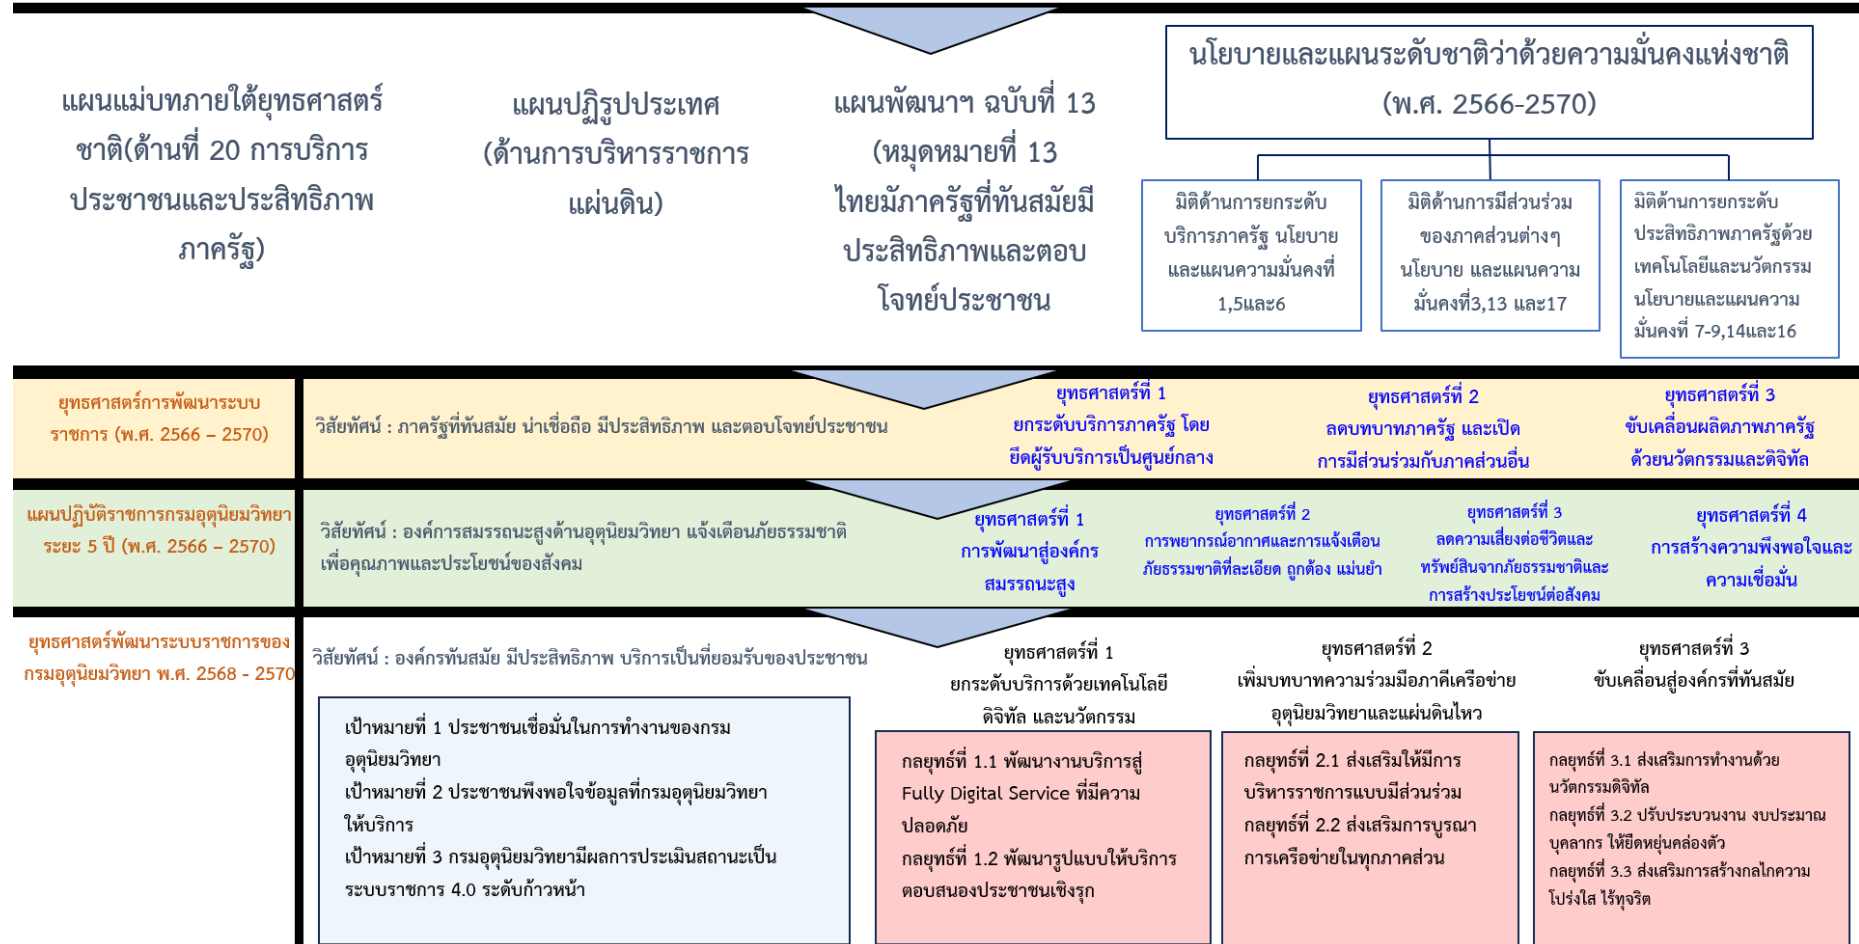 แผนแม่บทภายใต้ยุทธศาสตร์
ชาติ(ด้านที่ 20 การบริการ
ประชาชนและประสิทธิภาพ
ภาครัฐ)
แผนปฏิรูปประเทศ
(ด้านการบริหารราชการ
แผ่นดิน)
แผนพัฒนาฯ ฉบับที่ 13
(หมุดหมายที่ 13
ไทยมัภาครัฐที่ทันสมัยมี
ประสิทธิภาพและตอบ
โจทย์ประชาชน
นโยบายและแผนระดับชาติว่าด้วยความมั่นคงแห่งชาติ
(พ.ศ. 2566-2570)
มิติด้านการยกระดับ
บริการภาครัฐ นโยบาย
และแผนความมั่นคงที่
1,5และ6
มิติด้านการมีส่วนร่วม
ของภาคส่วนต่างๆ
นโยบาย และแผนความ
มั่นคงที่3,13 และ17
มิติด้านการยกระดับ
ประสิทธิภาพภาครัฐด้วย
เทคโนโลยีและนวัตกรรม
นโยบายและแผนความ
มั่นคงที่ 7-9,14และ16
ยุทธศาสตร์การพัฒนาระบบ
ราชการ (พ.ศ. 2566 – 2570)
วิสัยทัศน์ : ภาครัฐที่ทันสมัย น่าเชื่อถือ มีประสิทธิภาพ และตอบโจทย์ประชาชน
ยุทธศาสตร์ที่ 1
ยกระดับบริการภาครัฐ โดย
ยึดผู้รับบริการเป็นศูนย์กลาง
ยุทธศาสตร์ที่ 2
ลดบทบาทภาครัฐ และเปิด
การมีส่วนร่วมกับภาคส่วนอื่น
ยุทธศาสตร์ที่ 3
ขับเคลื่อนผลิตภาพภาครัฐ
ด้วยนวัตกรรมและดิจิทัล
แผนปฏิบัติราชการกรมอุตุนิยมวิทยา
ระยะ 5 ปี (พ.ศ. 2566 – 2570)
วิสัยทัศน์ : องค์การสมรรถนะสูงด้านอุตุนิยมวิทยา แจ้งเตือนภัยธรรมชาติ
เพื่อคุณภาพและประโยชน์ของสังคม
ยุทธศาสตร์ที่ 1
การพัฒนาสู่องค์กร
สมรรถนะสูง
ยุทธศาสตร์ที่ 2
การพยากรณ์อากาศและการแจ้งเตือน
ภัยธรรมชาติที่ละเอียด ถูกต้อง แม่นยำ
ยุทธศาสตร์ที่ 3
ลดความเสี่ยงต่อชีวิตและ
ทรัพย์สินจากภัยธรรมชาติและ
การสร้างประโยชน์ต่อสังคม
ยุทธศาสตร์ที่ 4
การสร้างความพึงพอใจและ
ความเชื่อมั่น
ยุทธศาสตร์พัฒนาระบบราชการของ
กรมอุตุนิยมวิทยา พ.ศ. 2568 - 2570
วิสัยทัศน์ : องค์กรทันสมัย มีประสิทธิภาพ บริการเป็นที่ยอมรับของประชาชน
เป้าหมายที่ 1 ประชาชนเชื่อมั่นในการทำงานของกรม
อุตุนิยมวิทยา
เป้าหมายที่ 2 ประชาชนพึงพอใจข้อมูลที่กรมอุตุนิยมวิทยา
ให้บริการ
เป้าหมายที่ 3 กรมอุตุนิยมวิทยามีผลการประเมินสถานะเป็น
ระบบราชการ 4.0 ระดับก้าวหน้า
ยุทธศาสตร์ที่ 1
ยกระดับบริการด้วยเทคโนโลยี
ดิจิทัล และนวัตกรรม
กลยุทธ์ที่ 1.1 พัฒนางานบริการสู่
Fully Digital Service ที่มีความ
ปลอดภัย
กลยุทธ์ที่ 1.2 พัฒนารูปแบบให้บริการ
ตอบสนองประชาชนเชิงรุก
ยุทธศาสตร์ที่ 2
เพิ่มบทบาทความร่วมมือภาคีเครือข่าย
อุตุนิยมวิทยาและแผ่นดินไหว
กลยุทธ์ที่ 2.1 ส่งเสริมให้มีการ
บริหารราชการแบบมีส่วนร่วม
กลยุทธ์ที่ 2.2 ส่งเสริมการบูรณา
การเครือข่ายในทุกภาคส่วน
ยุทธศาสตร์ที่ 3
ขับเคลื่อนสู่องค์กรที่ทันสมัย
กลยุทธ์ที่ 3.1 ส่งเสริมการทำงานด้วย
นวัตกรรมดิจิทัล
กลยุทธ์ที่ 3.2 ปรับประบวนงาน งบประมาณ
บุคลากร ให้ยืดหยุ่นคล่องตัว
กลยุทธ์ที่ 3.3 ส่งเสริมการสร้างกลไกความ
โปร่งใส ไร้ทุจริต